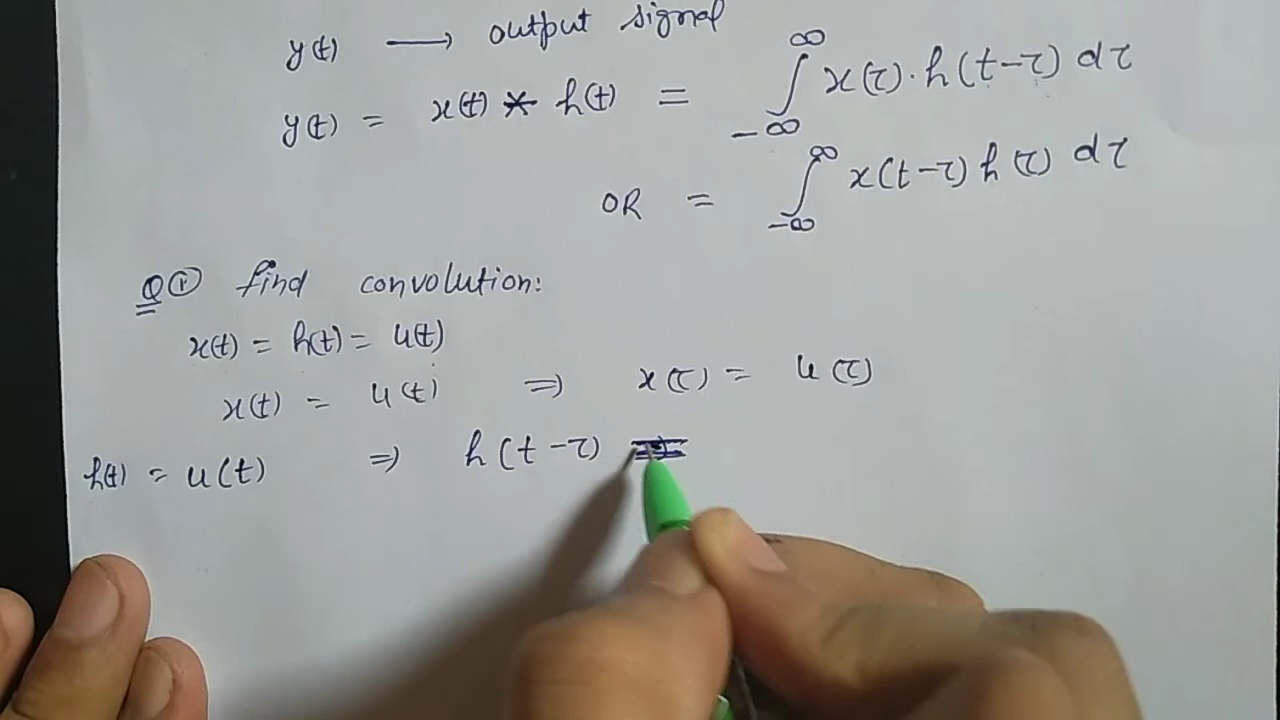 y(t) → output signal
y(t) = x(t) * h(t) = ∫_{-∞}^{∞} x(τ)·h(t-τ) dτ
OR = ∫_{-∞}^{∞} x(t-τ) h(τ) dτ
Q① find convolution:
x(t) = h(t) = u(t)
x(t) = u(t) ⇒ x(τ) = u(τ)
h(t) = u(t) ⇒ h(t-τ)